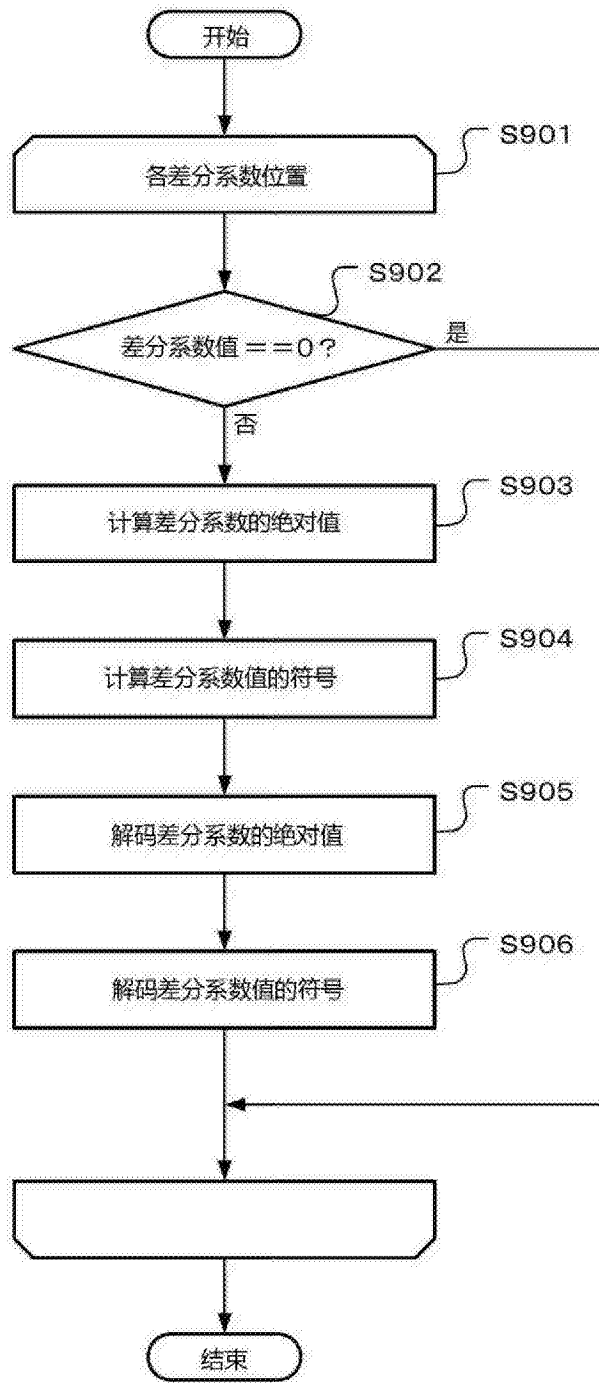 开始
S901
各差分系数位置
S902
差分系数值==0?
是
否
S903
计算差分系数的绝对值
S904
计算差分系数值的符号
S905
解码差分系数的绝对值
S906
解码差分系数值的符号
结束